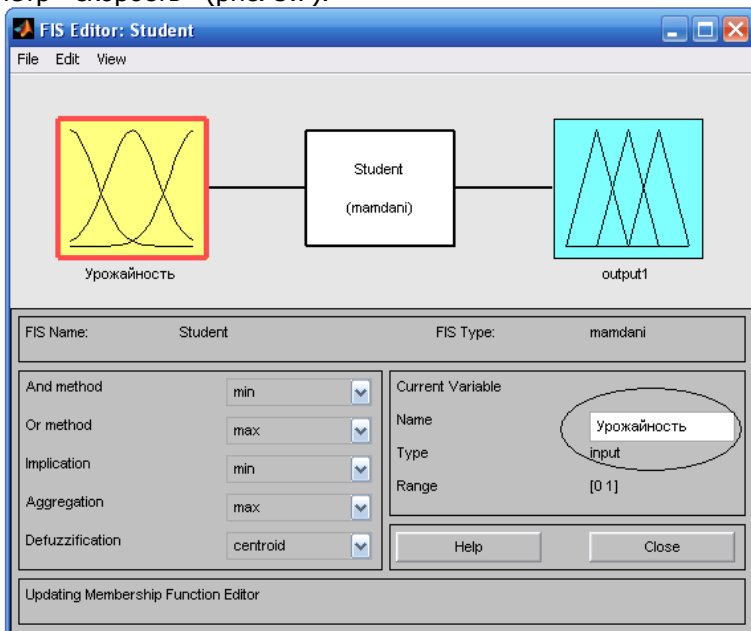 FIS Editor: Student
File Edit View
Student
(mamdani)
Урожайность
output1
FIS Name: Student FIS Type: mamdani
And method min
Or method max
Implication min
Aggregation max
Defuzzification centroid
Current Variable
Name Урожайность
Type input
Range [0 1]
Help Close
Updating Membership Function Editor